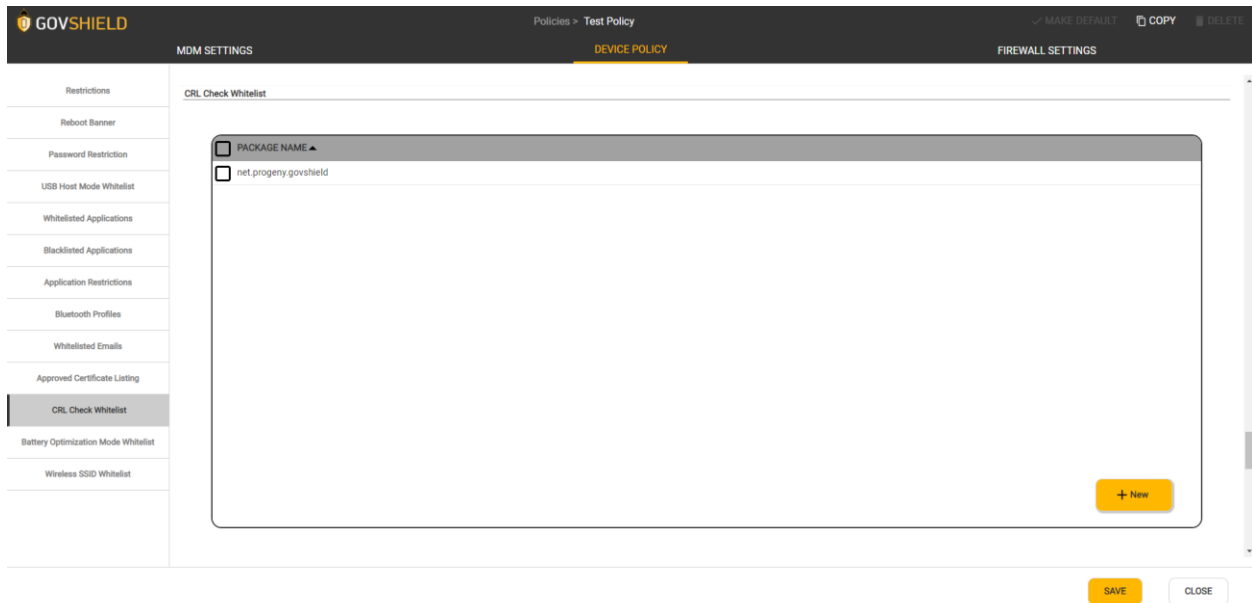 GOVSHIELD
Policies > Test Policy
MAKE DEFAULT
COPY
DELETE
MDM SETTINGS
DEVICE POLICY
FIREWALL SETTINGS
Restrictions
Reboot Banner
Password Restriction
USB Host Mode Whitelist
Whitelisted Applications
Blacklisted Applications
Application Restrictions
Bluetooth Profiles
Whitelisted Emails
Approved Certificate Listing
CRL Check Whitelist
Battery Optimization Mode Whitelist
Wireless SSID Whitelist
CRL Check Whitelist
PACKAGE NAME
net.progeny.govshield
+ New
SAVE
CLOSE